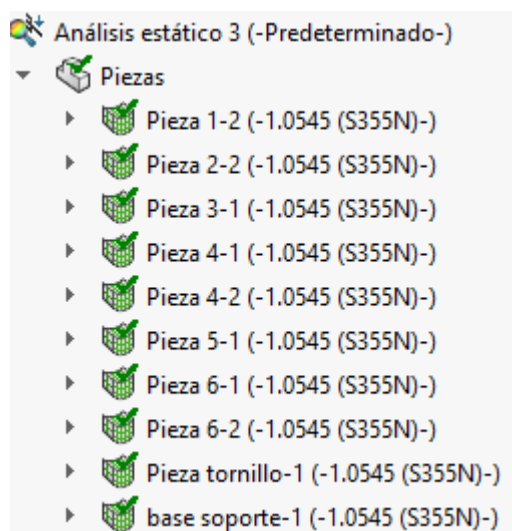 Análisis estático 3 (-Predeterminado-)
Piezas
Pieza 1-2 (-1.0545 (S355N)-)
Pieza 2-2 (-1.0545 (S355N)-)
Pieza 3-1 (-1.0545 (S355N)-)
Pieza 4-1 (-1.0545 (S355N)-)
Pieza 4-2 (-1.0545 (S355N)-)
Pieza 5-1 (-1.0545 (S355N)-)
Pieza 6-1 (-1.0545 (S355N)-)
Pieza 6-2 (-1.0545 (S355N)-)
Pieza tornillo-1 (-1.0545 (S355N)-)
base soporte-1 (-1.0545 (S355N)-)